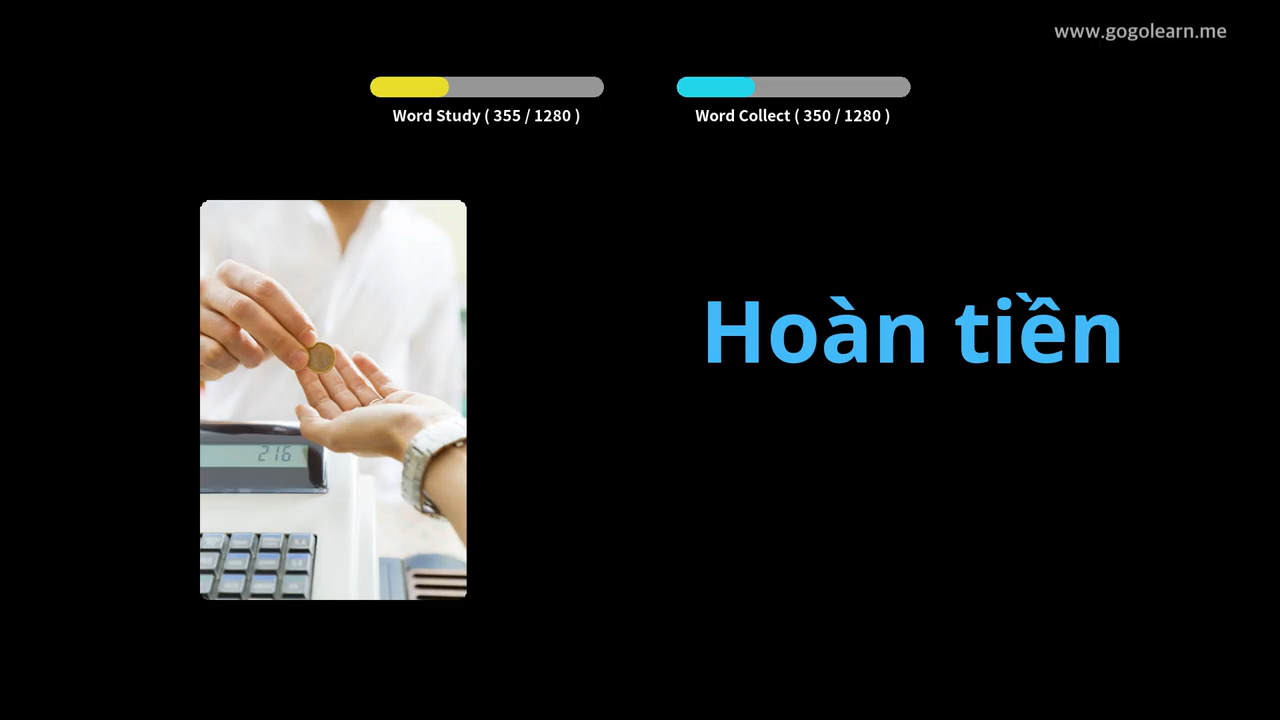 www.gogolearn.me
Word Study ( 355 / 1280 )
Word Collect ( 350 / 1280 )
Hoàn tiền
216